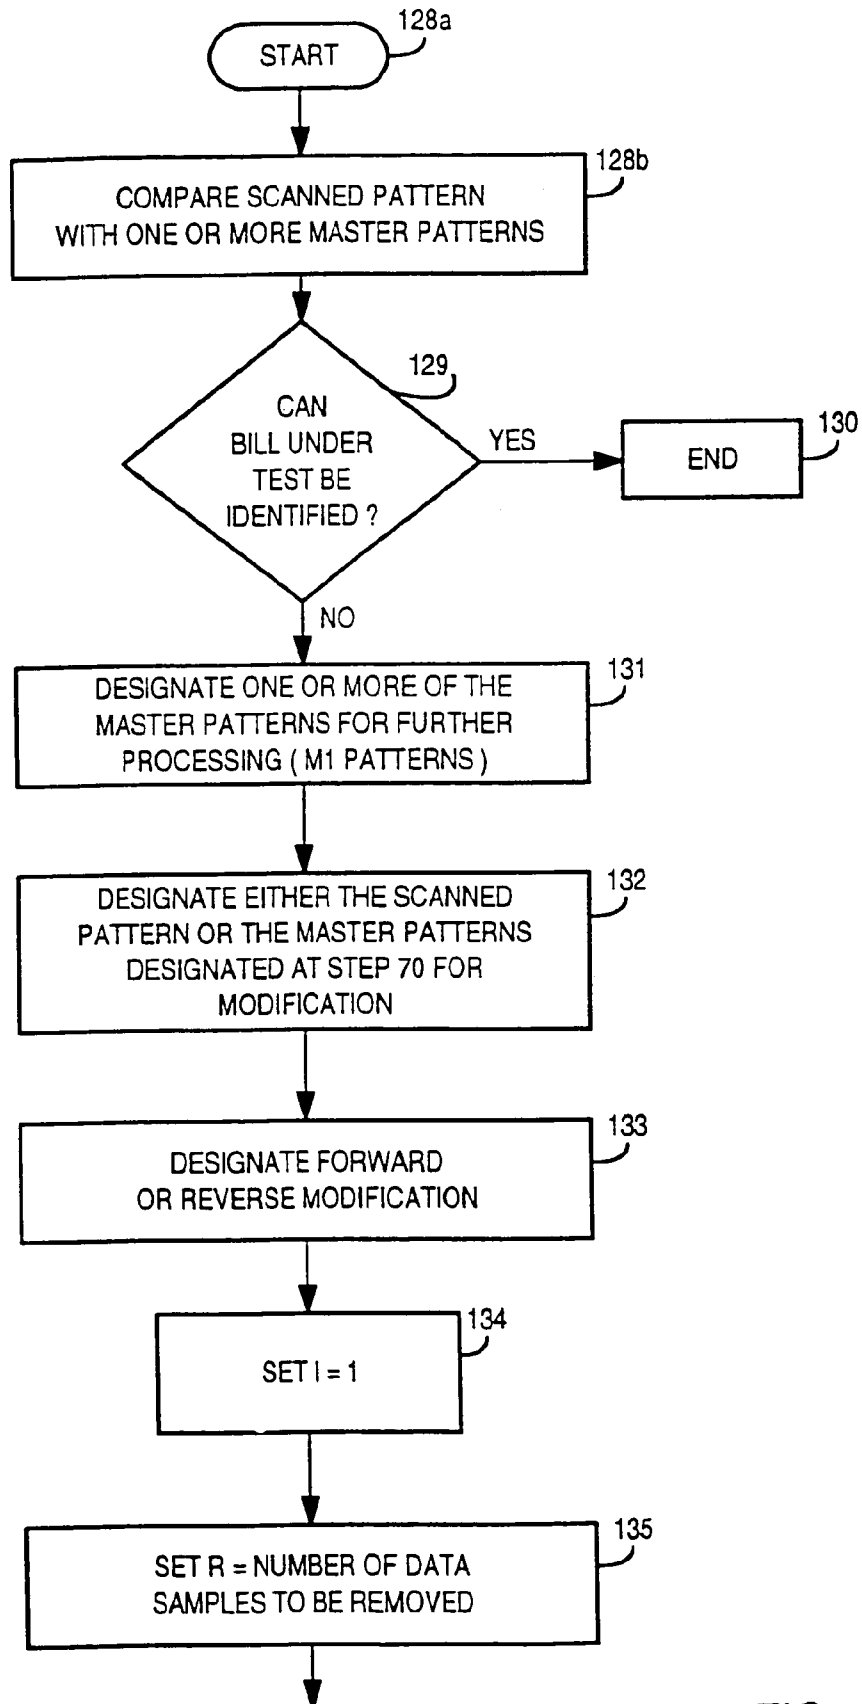 128a
START
128b
COMPARE SCANNED PATTERN
WITH ONE OR MORE MASTER PATTERNS
129
CAN
BILL UNDER
TEST BE
IDENTIFIED ?
YES
130
END
NO
131
DESIGNATE ONE OR MORE OF THE
MASTER PATTERNS FOR FURTHER
PROCESSING ( M1 PATTERNS )
132
DESIGNATE EITHER THE SCANNED
PATTERN OR THE MASTER PATTERNS
DESIGNATED AT STEP 70 FOR
MODIFICATION
133
DESIGNATE FORWARD
OR REVERSE MODIFICATION
134
SET I = 1
135
SET R = NUMBER OF DATA
SAMPLES TO BE REMOVED